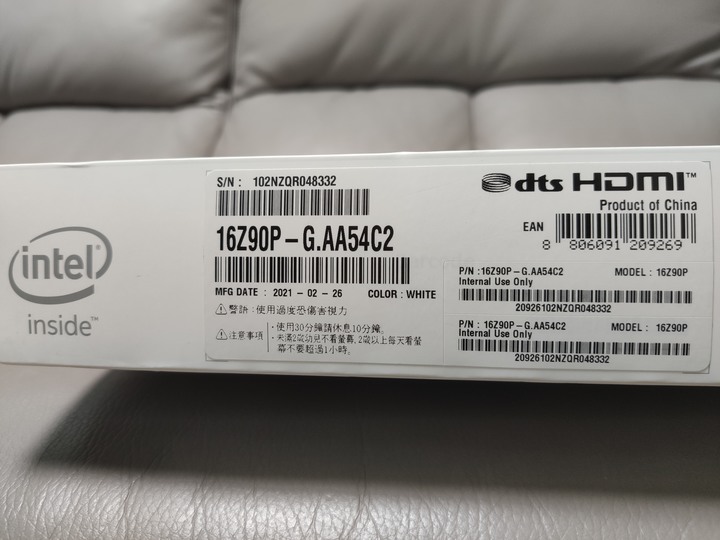 intel
inside™
S/N : 102NZQR048332
16Z90P-G.AA54C2
MFG DATE : 2021-02-26 COLOR : WHITE
警語:使用過度恐傷害視力
注意事項
·使用30分鐘請休息10分鐘。
·未滿2歲幼兒不看螢幕,2歲以上每天看螢
幕不要超過1小時。
dts HDMI™
Product of China
EAN
8 806091 209269
P/N :16Z90P-G.AA54C2 MODEL : 16Z90P
Internal Use Only
20926102NZQR048332
P/N : 16Z90P-G.AA54C2 MODEL : 16Z90P
Internal Use Only
20926102NZQR048332